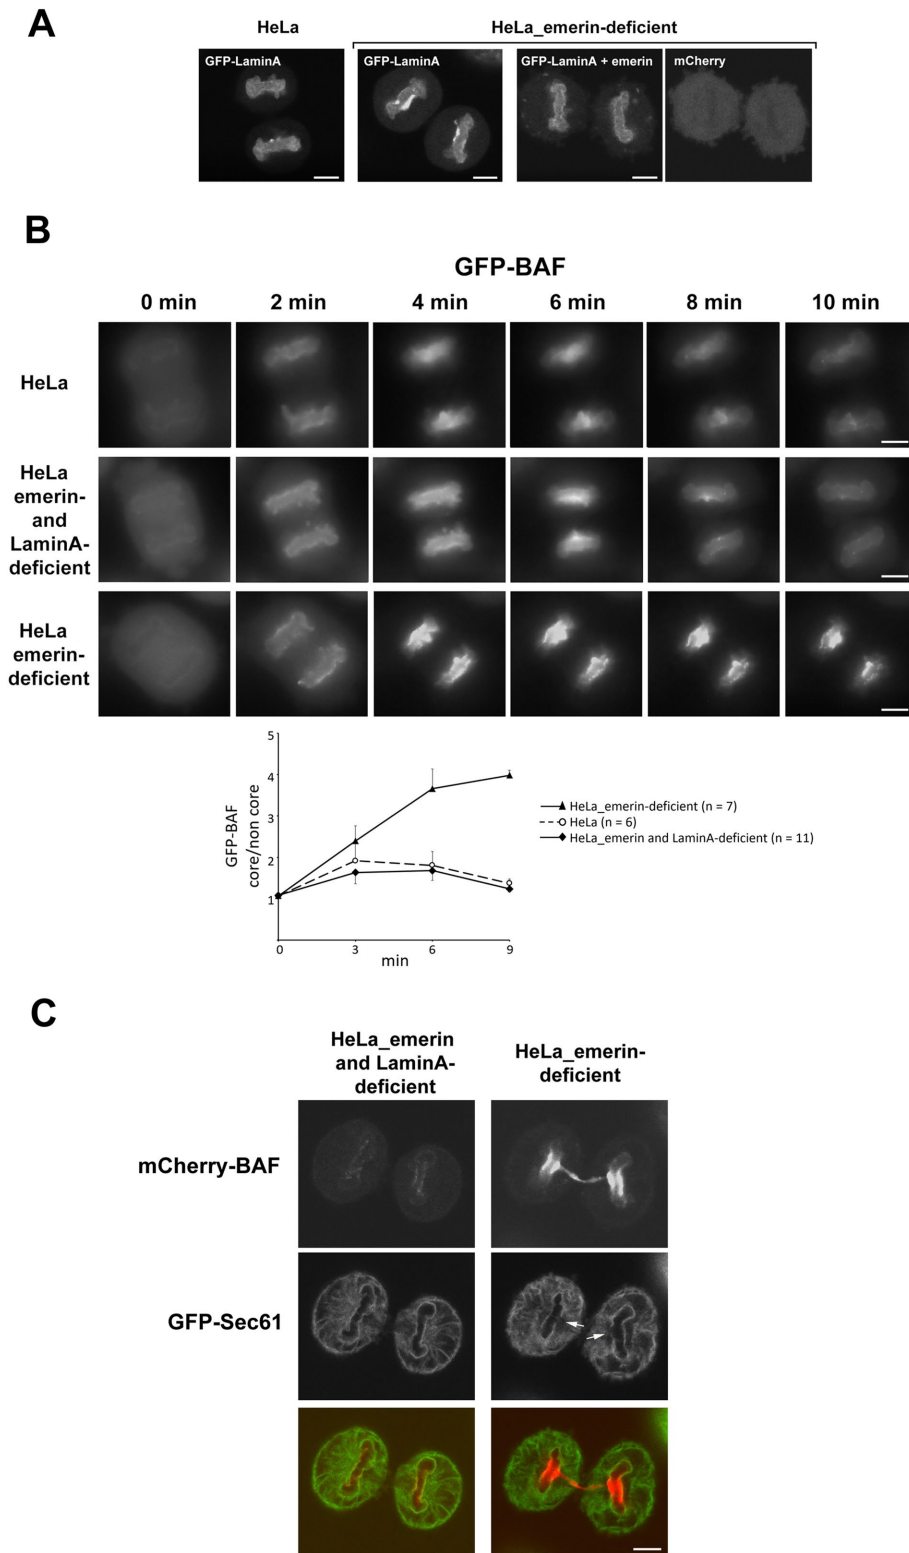 A
HeLa
HeLa_emerin-deficient
GFP-LaminA
GFP-LaminA
GFP-LaminA + emerin
mCherry
B
GFP-BAF
0 min
2 min
4 min
6 min
8 min
10 min
HeLa
HeLa
emerin-
and
LaminA-
deficient
HeLa
emerin-
deficient
5
4
3
2
1
GFP-BAF
core/non core
0
3
6
9
min
HeLa_emerin-deficient (n = 7)
HeLa (n = 6)
HeLa_emerin and LaminA-deficient (n = 11)
C
HeLa_emerin
and LaminA-
deficient
HeLa_emerin-
deficient
mCherry-BAF
GFP-Sec61